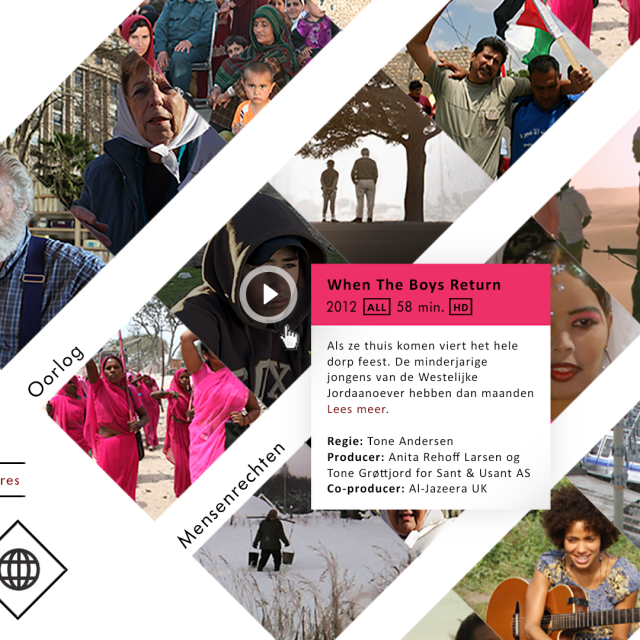 When The Boys Return
2012 ALL 58 min. HD
Als ze thuis komen viert het hele
dorp feest. De minderjarige
jongens van de Westelijke
Jordaanoever hebben dan maanden
Lees meer.
Regie: Tone Andersen
Producer: Anita Rehoff Larsen og
Tone Grøttjord for Sant & Usant AS
Co-producer: Al-Jazeera UK
Oorlog
Mensenrechten
res